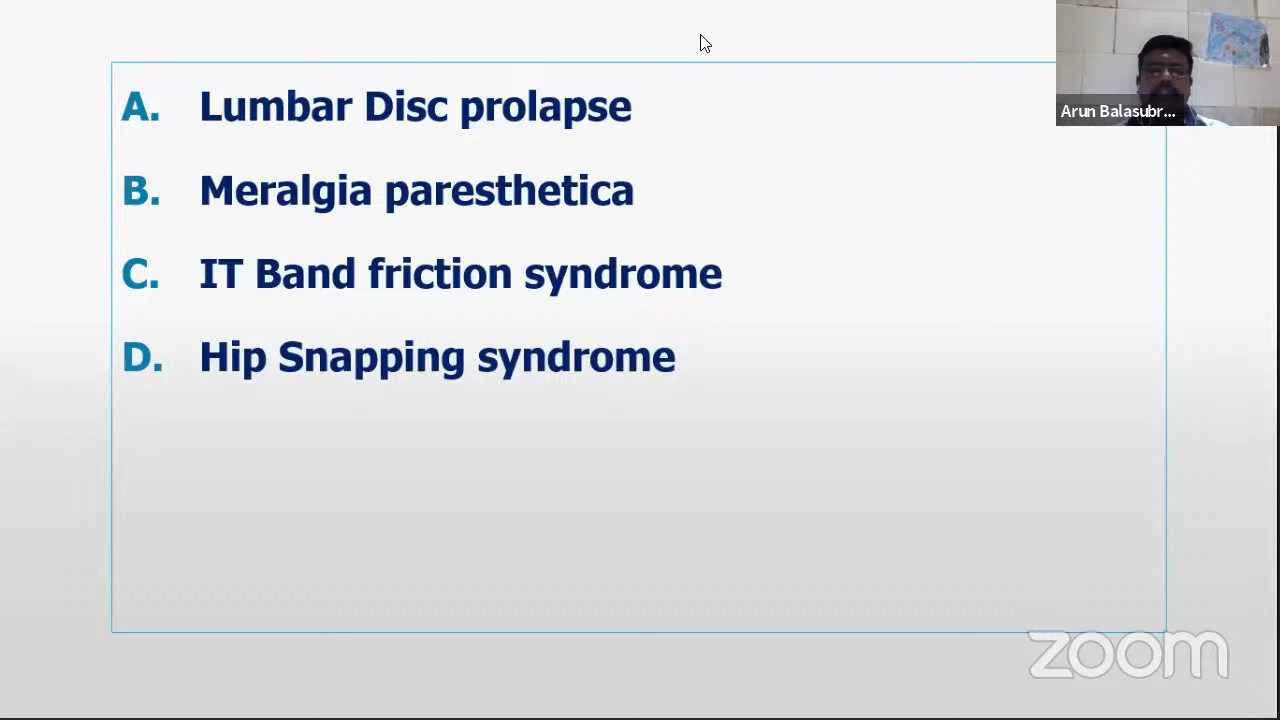 A. Lumbar Disc prolapse
Arun Balasubr...
B. Meralgia paresthetica
C. IT Band friction syndrome
D. Hip Snapping syndrome
zoom